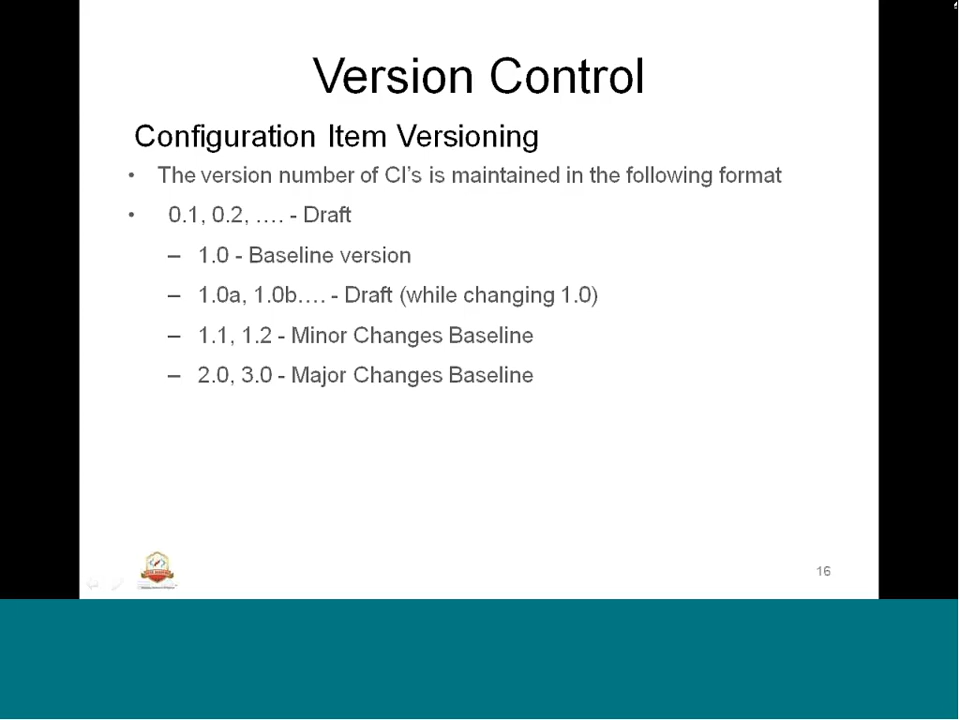 Version Control
Configuration Item Versioning
• The version number of CI's is maintained in the following format
• 0.1, 0.2, …. - Draft
– 1.0 - Baseline version
– 1.0a, 1.0b…. - Draft (while changing 1.0)
– 1.1, 1.2 - Minor Changes Baseline
– 2.0, 3.0 - Major Changes Baseline
16